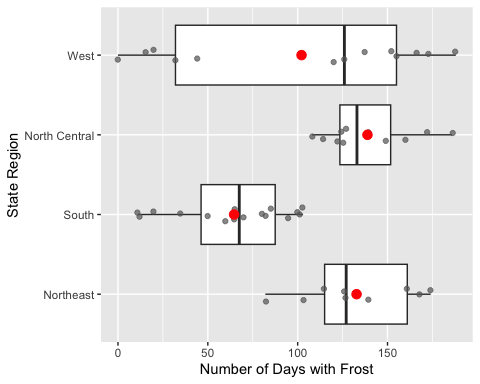 West
North Central
South
Northeast
State Region
0 50 100 150
Number of Days with Frost